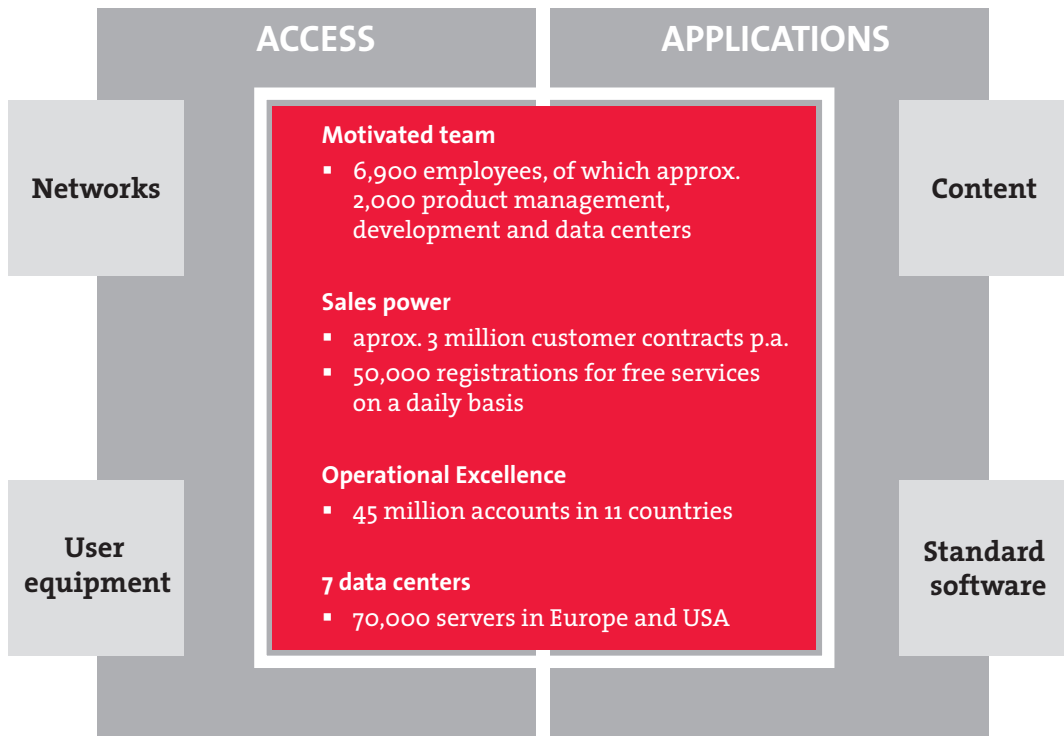 ACCESS
APPLICATIONS
Networks
Content
User
equipment
Standard
software
Motivated team
▪ 6,900 employees, of which approx.
2,000 product management,
development and data centers
Sales power
▪ aprox. 3 million customer contracts p.a.
▪ 50,000 registrations for free services
on a daily basis
Operational Excellence
▪ 45 million accounts in 11 countries
7 data centers
▪ 70,000 servers in Europe and USA